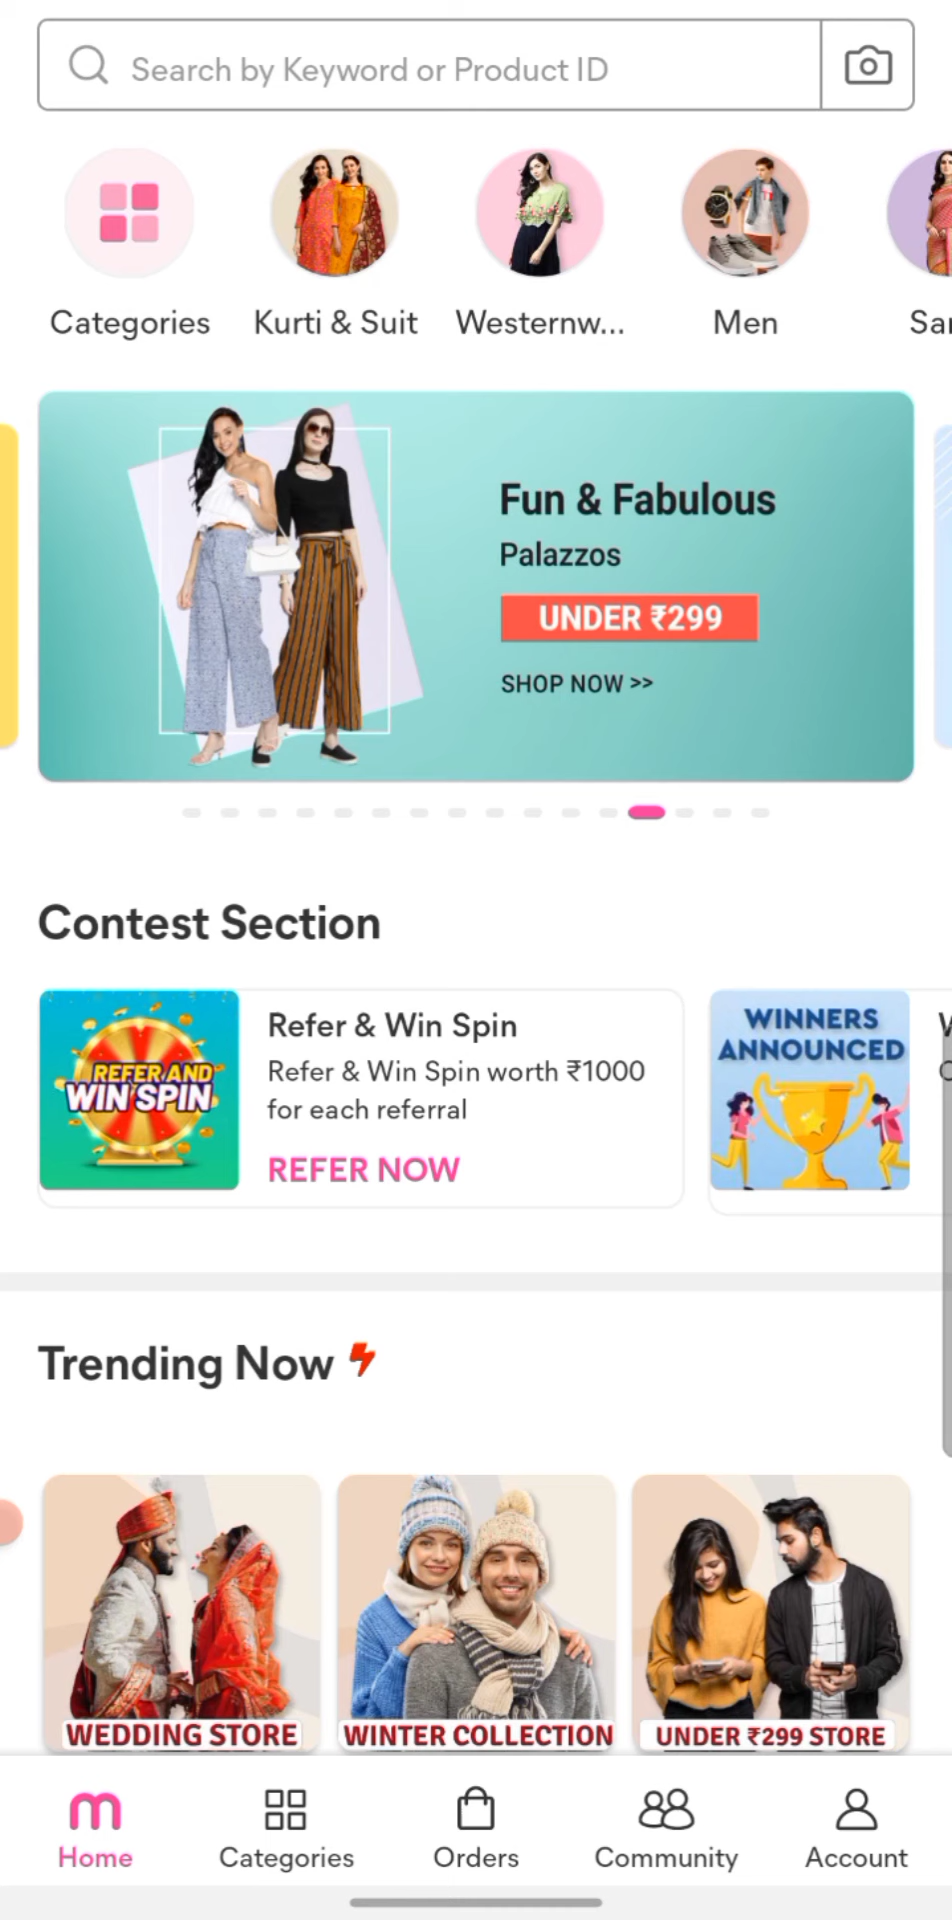 Search by Keyword or Product ID
Categories
Kurti & Suit
Westernw...
Men
Fun & Fabulous
Palazzos
UNDER ₹299
SHOP NOW >>
Contest Section
REFER AND
WIN SPIN
Refer & Win Spin
Refer & Win Spin worth ₹1000
for each referral
REFER NOW
WINNERS
ANNOUNCED
Trending Now
WEDDING STORE
WINTER COLLECTION
UNDER ₹299 STORE
Home
Categories
Orders
Community
Account